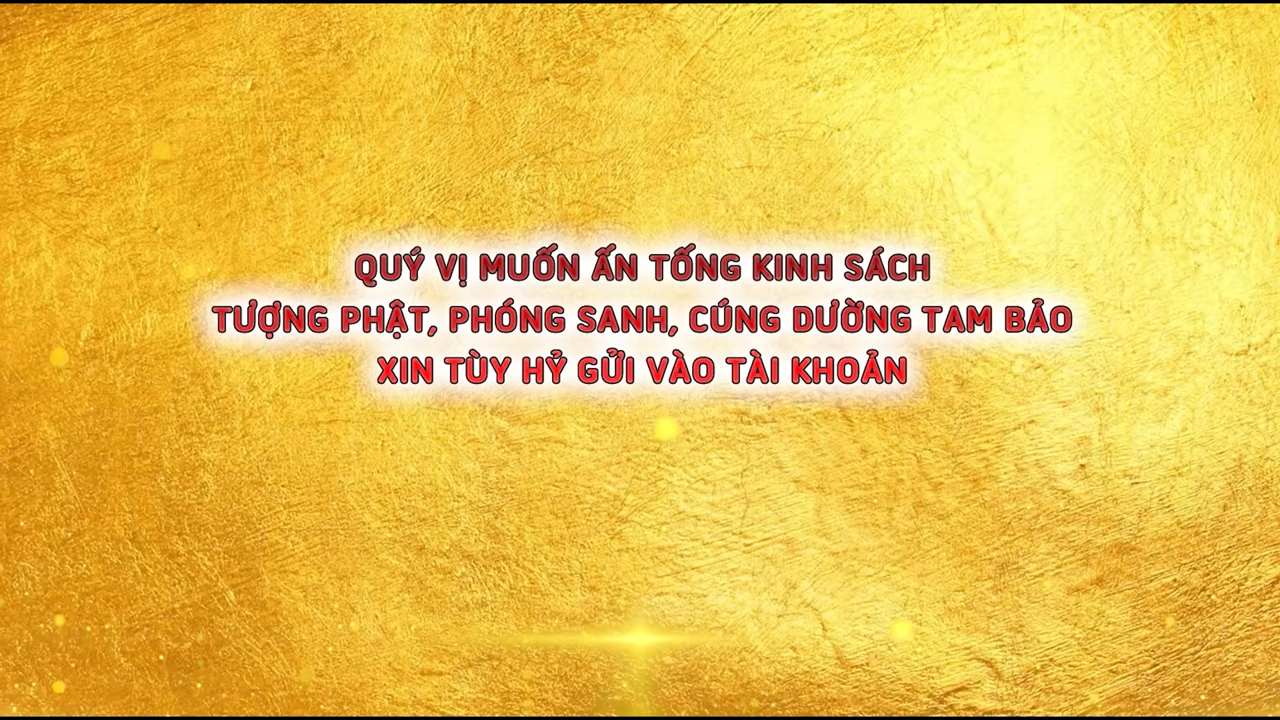 QUÝ VỊ MUỐN ẤN TỐNG KINH SÁCH
TƯỢNG PHẬT, PHÓNG SANH, CÚNG DƯỜNG TAM BẢO
XIN TÙY HỶ GỬI VÀO TÀI KHOẢN